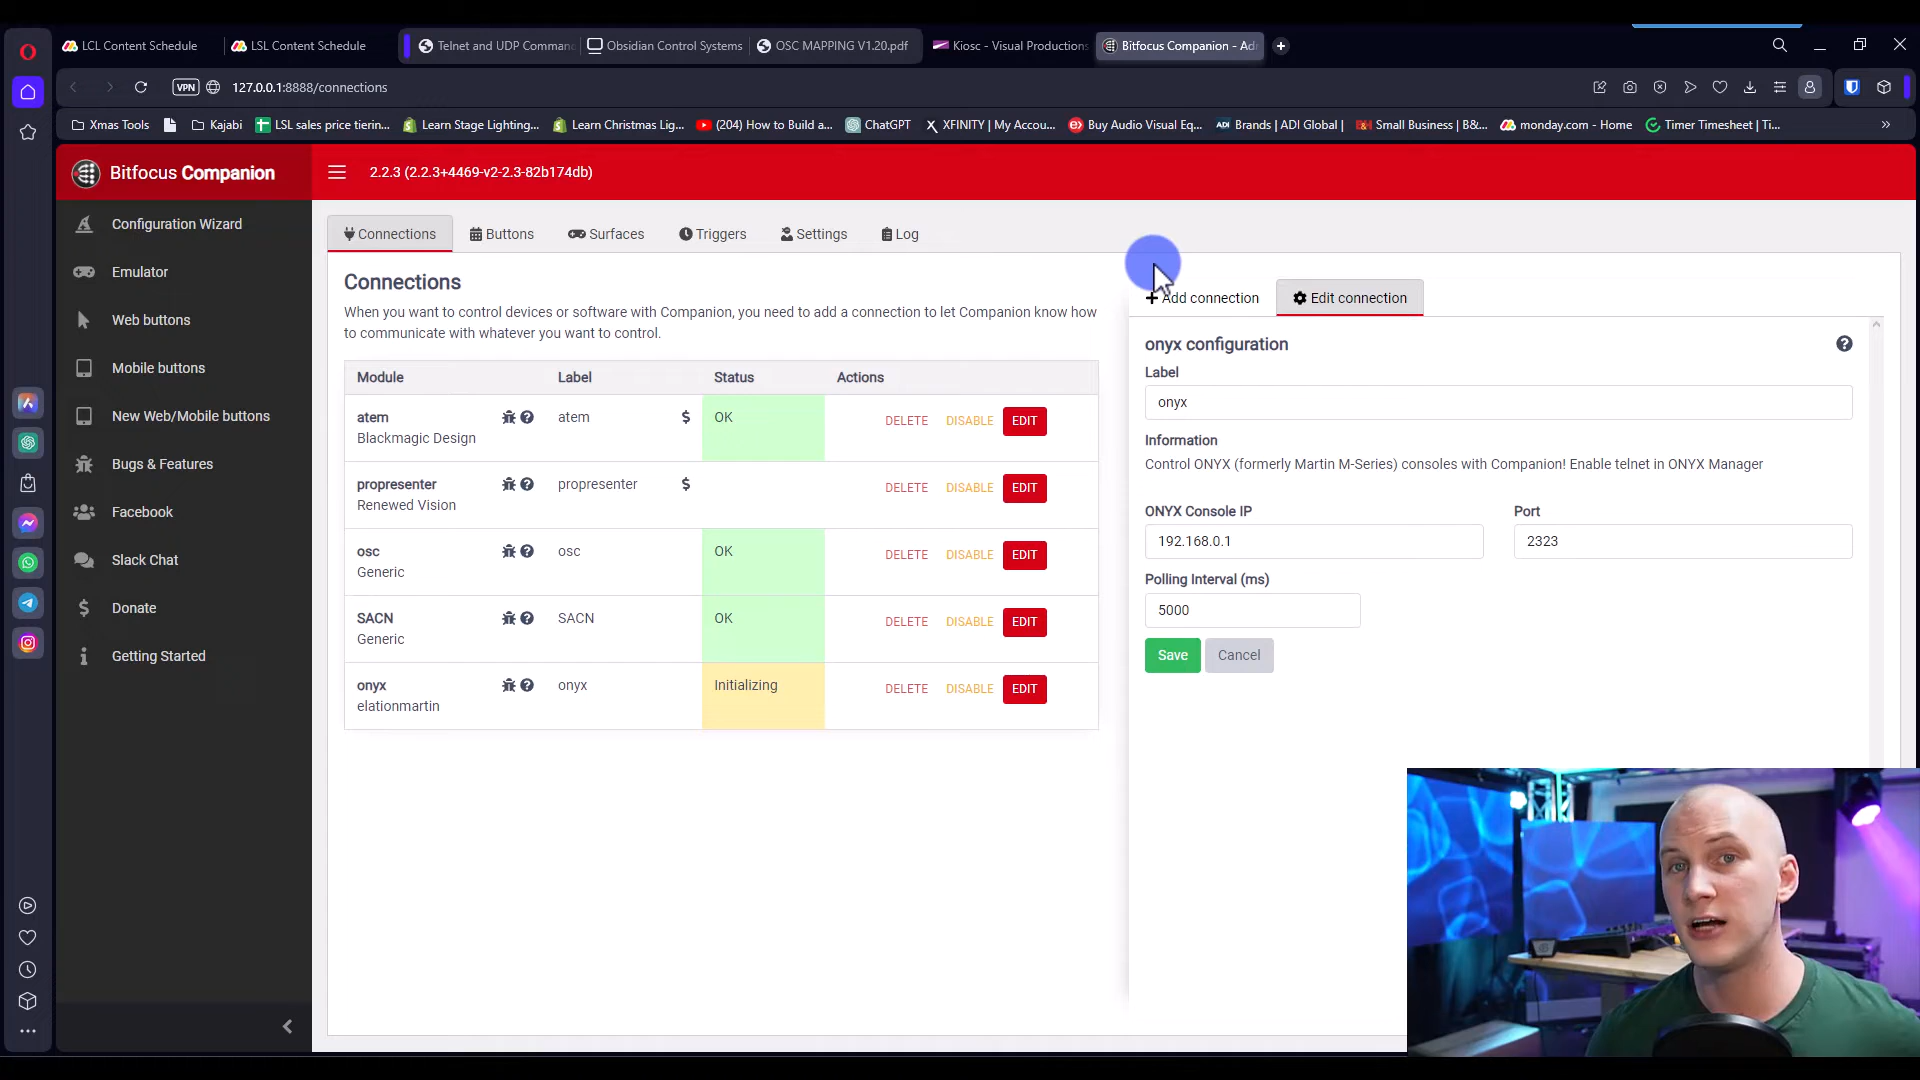 LCL Content Schedule
LSL Content Schedule
Telnet and UDP Comman
Obsidian Control Systems
OSC MAPPING V1.20.pdf
Kiosc - Visual Productions
Bitfocus Companion - Ad
VPN
127.0.0.1:8888/connections
Xmas Tools
Kajabi
LSL sales price tierin...
Learn Stage Lighting...
Learn Christmas Lig...
(204) How to Build a...
ChatGPT
XFINITY | My Accou...
Buy Audio Visual Eq...
ADI Brands | ADI Global |
Small Business | B&...
monday.com - Home
Timer Timesheet | Ti...
Bitfocus Companion
2.2.3 (2.2.3+4469-v2-2.3-82b174db)
Configuration Wizard
Emulator
Web buttons
Mobile buttons
New Web/Mobile buttons
Bugs & Features
Facebook
Slack Chat
Donate
Getting Started
Connections
Buttons
Surfaces
Triggers
Settings
Log
Connections
When you want to control devices or software with Companion, you need to add a connection to let Companion know how
to communicate with whatever you want to control.
Module Label Status Actions
atem atem $ OK DELETE DISABLE EDIT
Blackmagic Design
propresenter propresenter $ DELETE DISABLE EDIT
Renewed Vision
osc osc OK DELETE DISABLE EDIT
Generic
SACN SACN OK DELETE DISABLE EDIT
Generic
onyx onyx Initializing DELETE DISABLE EDIT
elationmartin
Add connection
Edit connection
onyx configuration
Label
onyx
Information
Control ONYX (formerly Martin M-Series) consoles with Companion! Enable telnet in ONYX Manager
ONYX Console IP Port
192.168.0.1 2323
Polling Interval (ms)
5000
Save Cancel